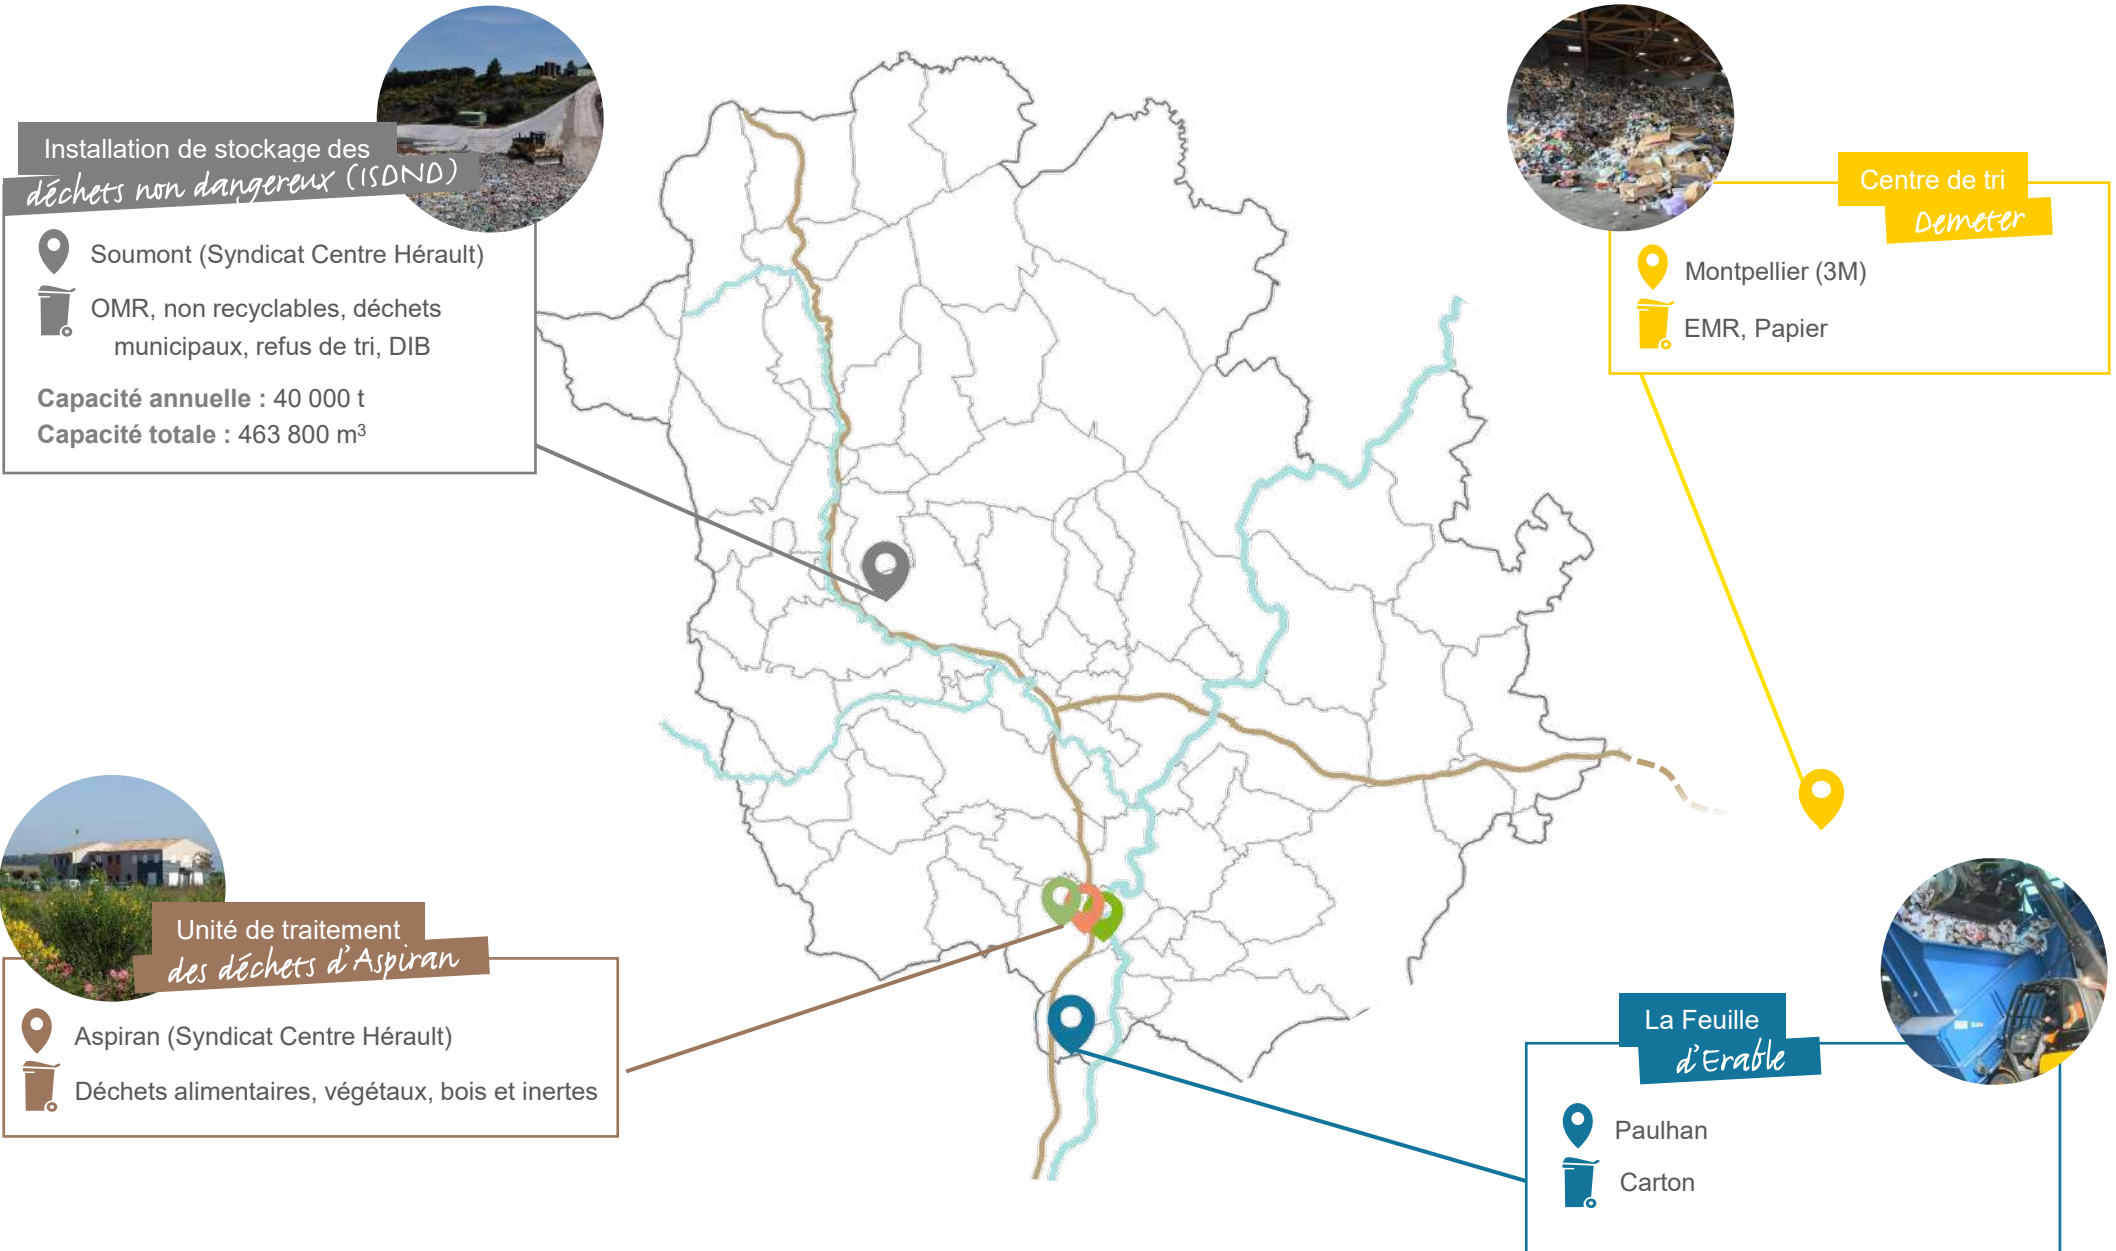 Installation de stockage des
déchets non dangereux (ISDND)
Soumont (Syndicat Centre Hérault)
OMR, non recyclables, déchets
municipaux, refus de tri, DIB
Capacité annuelle : 40 000 t
Capacité totale : 463 800 m³
Centre de tri
Demeter
Montpellier (3M)
EMR, Papier
Unité de traitement
des déchets d'Aspiran
Aspiran (Syndicat Centre Hérault)
Déchets alimentaires, végétaux, bois et inertes
La Feuille
d'Erable
Paulhan
Carton